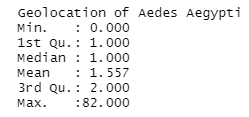 Geolocation of Aedes Aegypti
Min.   : 0.000
1st Qu.: 1.000
Median : 1.000
Mean   : 1.557
3rd Qu.: 2.000
Max.   :82.000